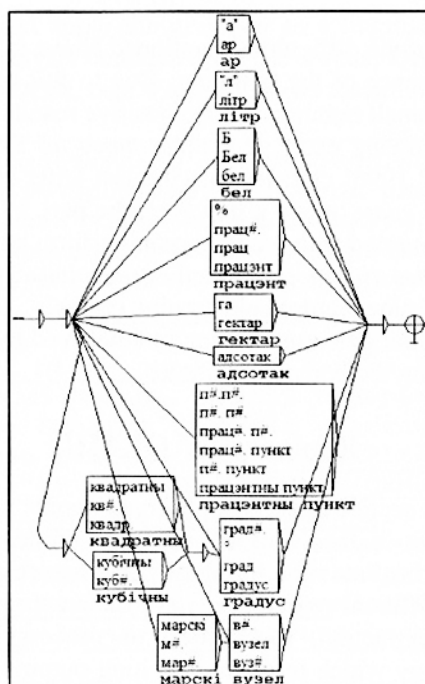 "а"
ар
ар
"л"
літр
літр
Б
Бел
бел
бел
%
прац#.
прац
працэнт
працэнт
га
гектар
гектар
адсотак
адсотак
п#.п#.
п#. п#.
прац#. п#.
прац#. пункт
п#. пункт
працэнтны пункт
працэнтны пункт
квадратны
кв#.
квадр
квадратны
кубічны
куб#.
кубічны
град#.
°
град
градус
градус
марскі
м#.
мар#.
марскі
в#.
вузел
вуз#.
вузел